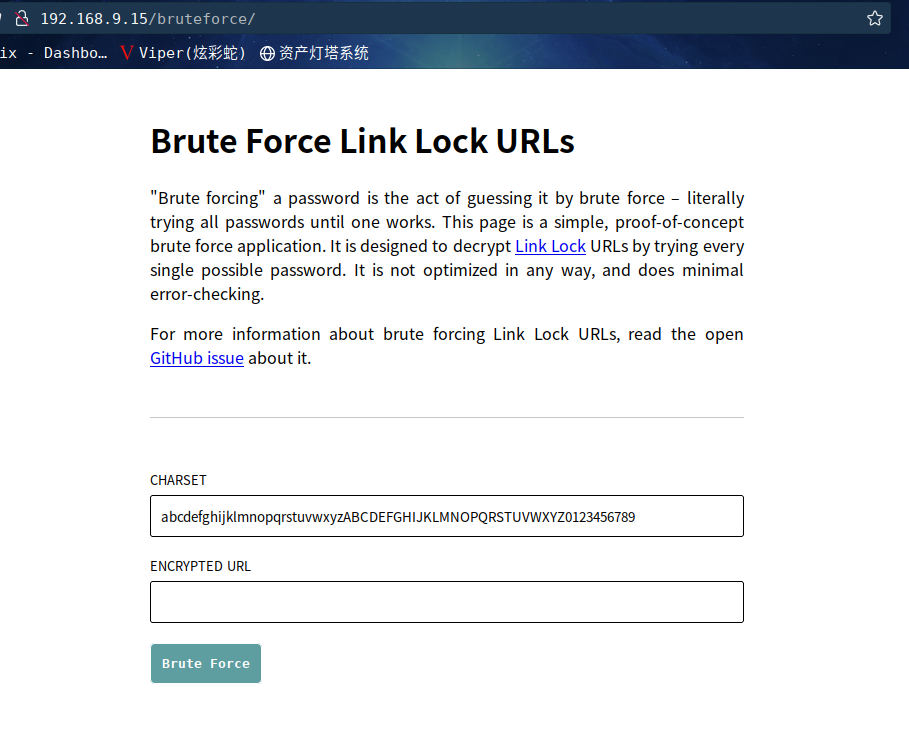 192.168.9.15/bruteforce/
ix - Dashbo… Viper(炫彩蛇) 资产灯塔系统
Brute Force Link Lock URLs
"Brute forcing" a password is the act of guessing it by brute force – literally
trying all passwords until one works. This page is a simple, proof-of-concept
brute force application. It is designed to decrypt Link Lock URLs by trying every
single possible password. It is not optimized in any way, and does minimal
error-checking.
For more information about brute forcing Link Lock URLs, read the open
GitHub issue about it.
CHARSET
abcdefghijklmnopqrstuvwxyzABCDEFGHIJKLMNOPQRSTUVWXYZ0123456789
ENCRYPTED URL
Brute Force